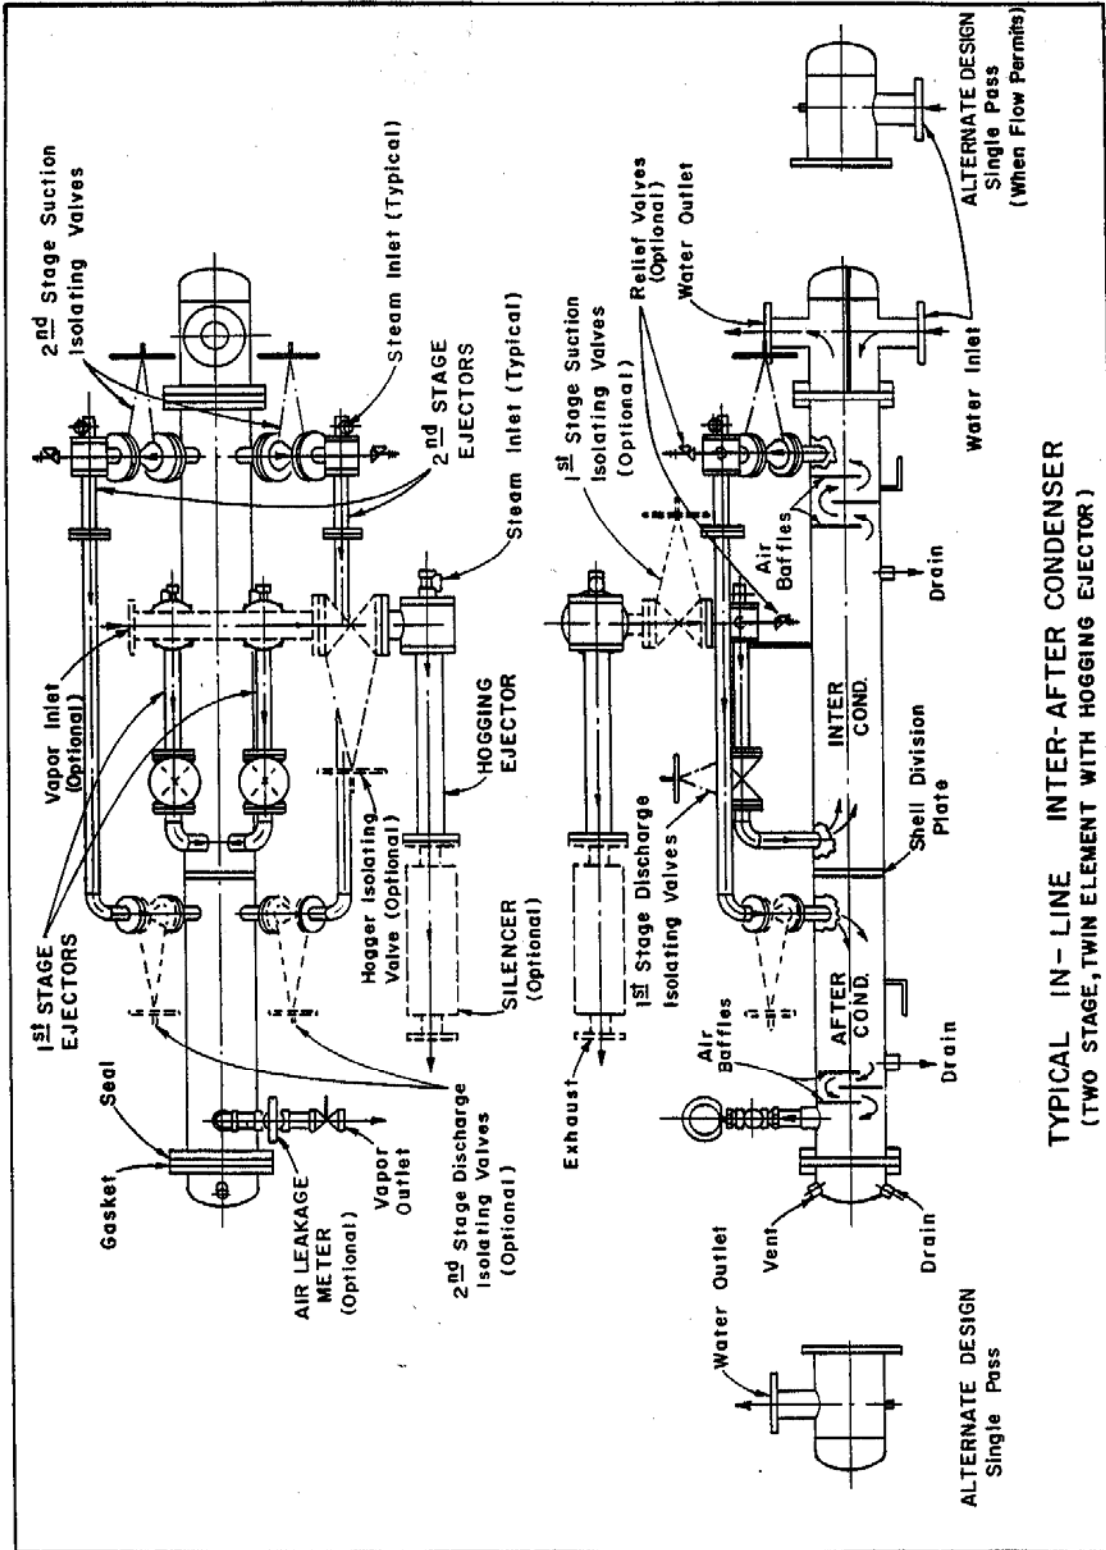 2nd Stage Suction
Isolating Valves
Steam Inlet (Typical)
2nd STAGE
EJECTORS
Steam Inlet (Typical)
Vapor Inlet
(Optional)
HOGGING
EJECTOR
1st STAGE
EJECTORS
Hogger Isolating
Valve (Optional)
SILENCER
(Optional)
Seal
Gasket
AIR LEAKAGE
METER
(Optional)
Vapor
Outlet
2nd Stage Discharge
Isolating Valves
(Optional)
ALTERNATE DESIGN
Single Pass
(When Flow Permits)
Relief Valves
(Optional)
Water Outlet
1st Stage Suction
Isolating Valves
(Optional)
Water Inlet
Air
Baffles
Drain
INTER
COND.
Shell Division
Plate
1st Stage Discharge
Isolating Valves
AFTER
COND.
Air
Baffles
Drain
Exhaust
Vent
Drain
Water Outlet
ALTERNATE DESIGN
Single Pass
TYPICAL IN-LINE INTER-AFTER CONDENSER
(TWO STAGE, TWIN ELEMENT WITH HOGGING EJECTOR)